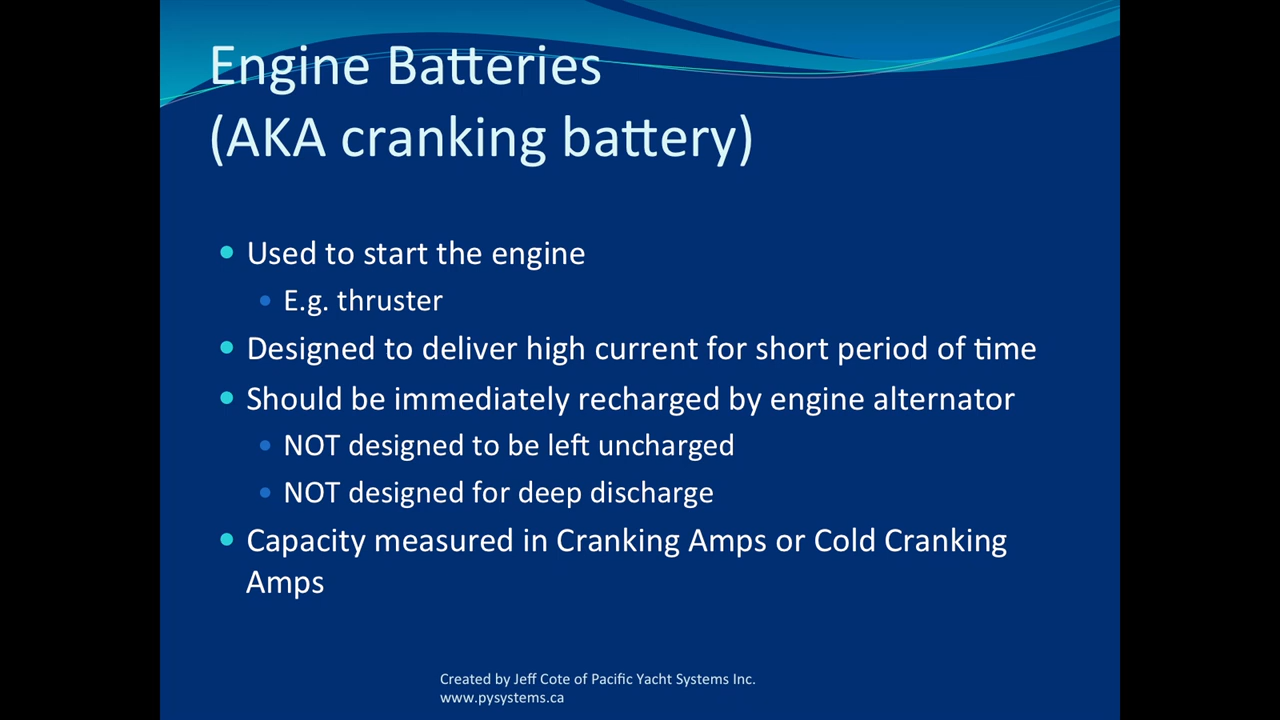 Engine Batteries
(AKA cranking battery)
Used to start the engine
E.g. thruster
Designed to deliver high current for short period of time
Should be immediately recharged by engine alternator
NOT designed to be left uncharged
NOT designed for deep discharge
Capacity measured in Cranking Amps or Cold Cranking
Amps
Created by Jeff Cote of Pacific Yacht Systems Inc.
www.pysystems.ca